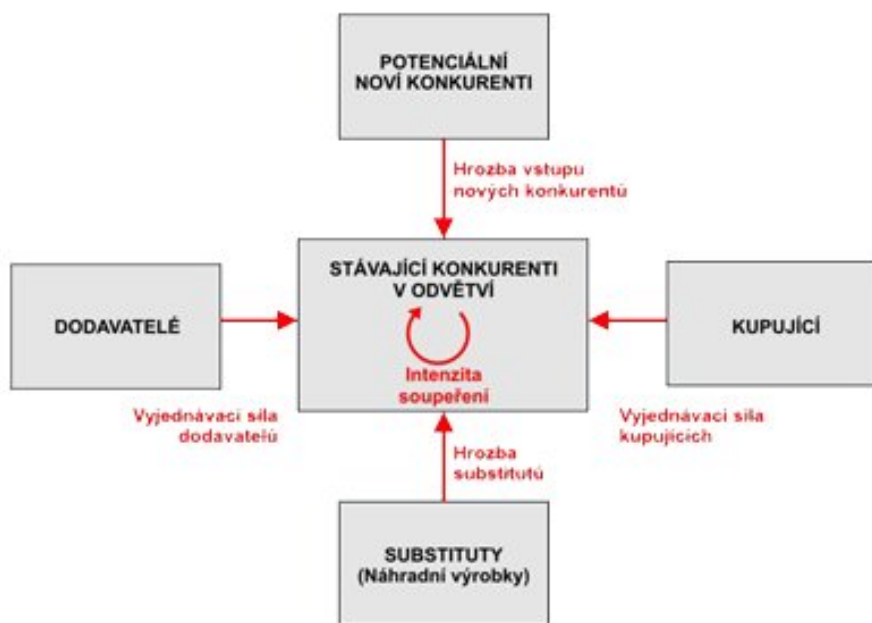 POTENCIÁLNÍ
NOVÍ KONKURENTI
Hrozba vstupu
nových konkurentů
STÁVAJÍCÍ KONKURENTI
V ODVĚTVÍ
DODAVATELÉ
KUPUJÍCÍ
Intenzita
soupeření
Vyjednávací síla
dodavatelů
Vyjednávací síla
kupujících
Hrozba
substitutů
SUBSTITUTY
(Náhradní výrobky)